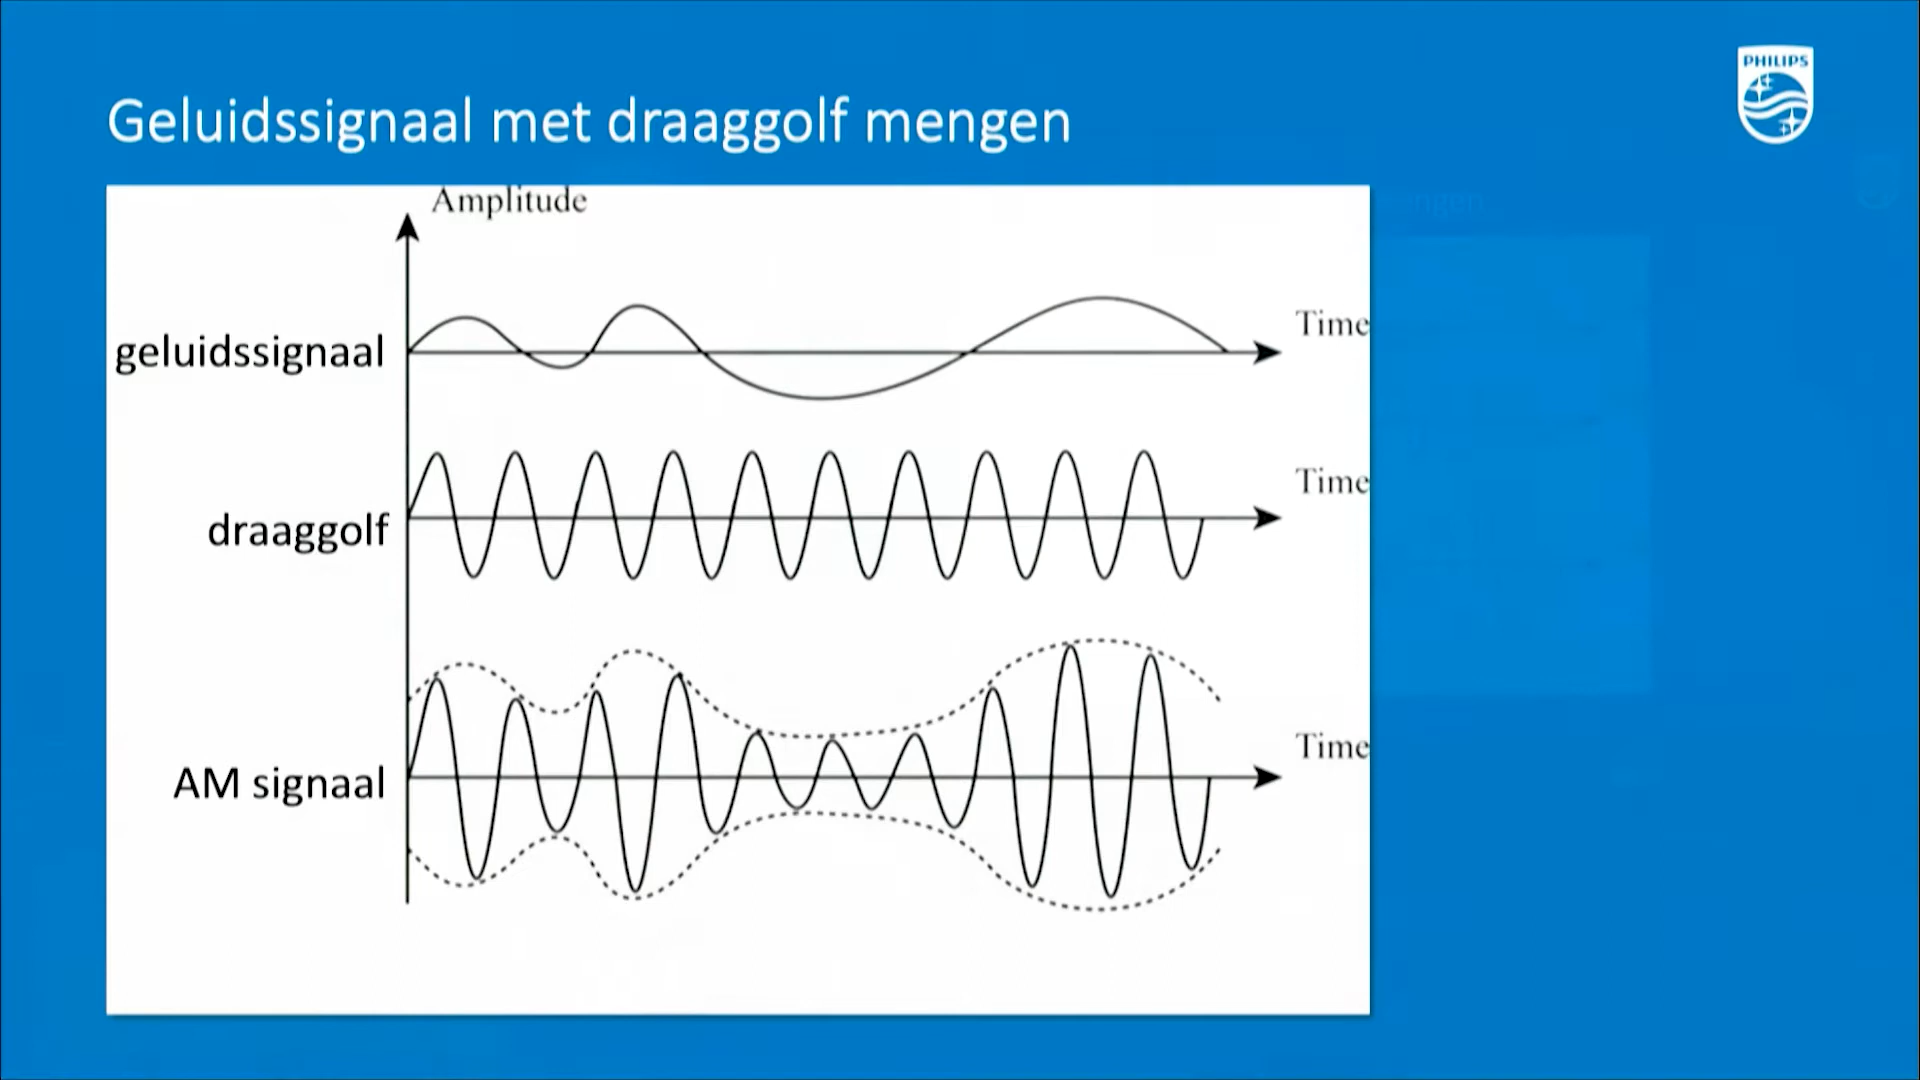 PHILIPS
Geluidssignaal met draaggolf mengen
Amplitude
Time
geluidssignaal
Time
draaggolf
Time
AM signaal